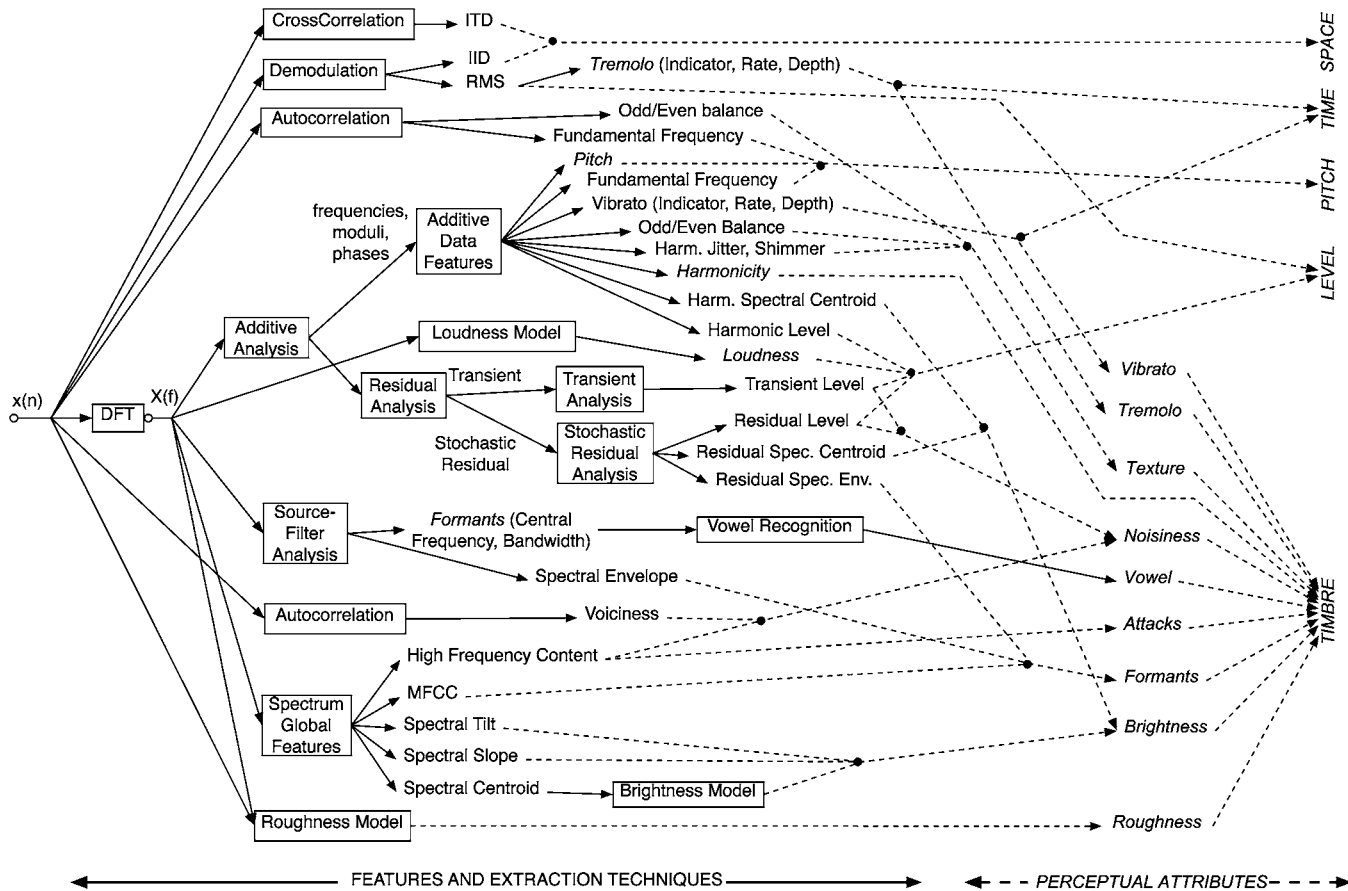 CrossCorrelation
ITD
SPACE
Demodulation
IID
RMS
Tremolo (Indicator, Rate, Depth)
TIME
Autocorrelation
Odd/Even balance
Fundamental Frequency
Pitch
Fundamental Frequency
PITCH
Vibrato (Indicator, Rate, Depth)
frequencies,
moduli,
phases
Additive
Data
Features
Odd/Even Balance
Harm. Jitter, Shimmer
Harmonicity
LEVEL
Harm. Spectral Centroid
Harmonic Level
Additive
Analysis
Loudness Model
Loudness
Residual
Analysis
Transient
Transient
Analysis
Transient Level
Vibrato
x(n)
DFT
X(f)
Tremolo
Stochastic
Residual
Stochastic
Residual
Analysis
Residual Level
Residual Spec. Centroid
Residual Spec. Env.
Texture
Source-
Filter
Analysis
Formants (Central
Frequency, Bandwidth)
Vowel Recognition
Noisiness
Spectral Envelope
Vowel
Autocorrelation
Voiciness
Attacks
TIMBRE
High Frequency Content
MFCC
Formants
Spectrum
Global
Features
Spectral Tilt
Brightness
Spectral Slope
Spectral Centroid
Brightness Model
Roughness Model
Roughness
FEATURES AND EXTRACTION TECHNIQUES
PERCEPTUAL ATTRIBUTES